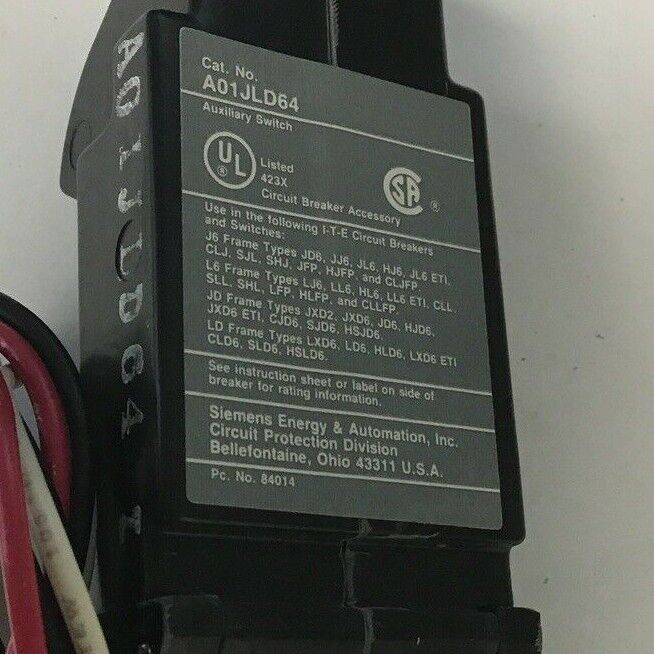 Cat. No.
A01JLD64
Auxiliary Switch
UL
®
Listed
423X
Circuit Breaker Accessory
SA ®
Use in the following I-T-E Circuit Breakers
and Switches:
J6 Frame Types JD6, JJ6, JL6, HJ6, JL6 ETI,
CLJ, SJL, SHJ, JFP, HJFP, and CLJFP.
L6 Frame Types LJ6, LL6, HL6, LL6 ETI, CLL,
SLL, SHL, LFP, HLFP, and CLLFP.
JD Frame Types JXD2, JXD6, JD6, HJD6,
JXD6 ETI, CJD6, SJD6, HSJD6.
LD Frame Types LXD6, LD6, HLD6, LXD6 ETI
CLD6, SLD6, HSLD6.
See instruction sheet or label on side of
breaker for rating information.
Siemens Energy & Automation, Inc.
Circuit Protection Division
Bellefontaine, Ohio 43311 U.S.A.
Pc. No. 84014
A01JLD64